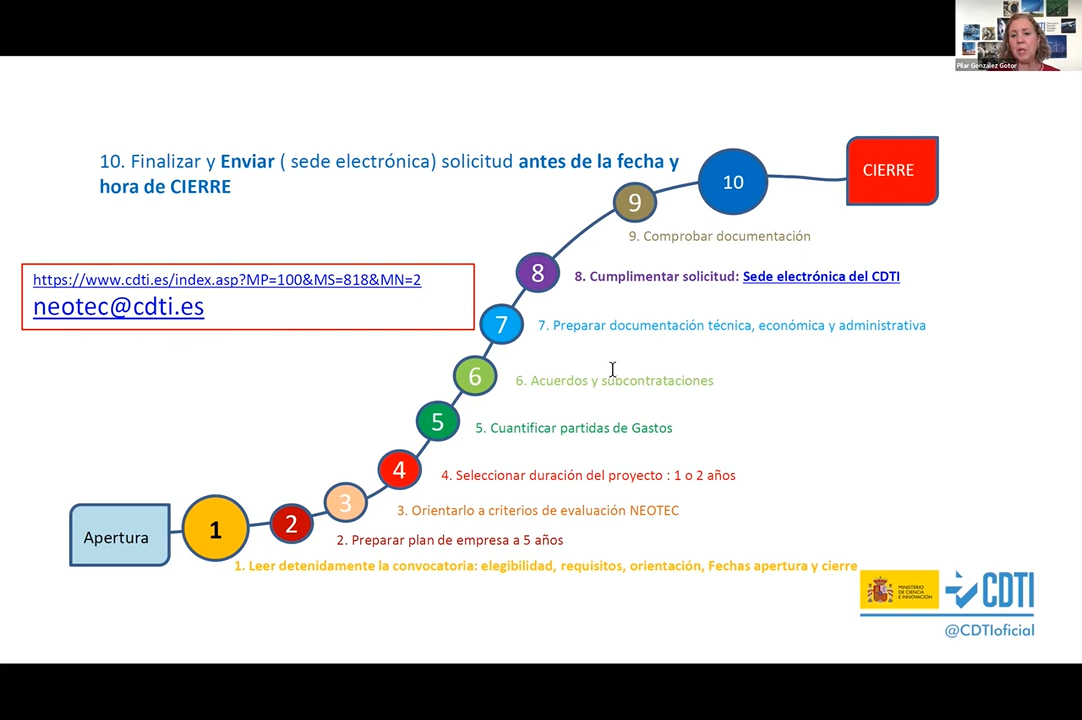 Pilar González Gotor
10. Finalizar y Enviar ( sede electrónica) solicitud antes de la fecha y
hora de CIERRE
10
CIERRE
9
9. Comprobar documentación
https://www.cdti.es/index.asp?MP=100&MS=818&MN=2
neotec@cdti.es
8
8. Cumplimentar solicitud: Sede electrónica del CDTI
7
7. Preparar documentación técnica, económica y administrativa
6
6. Acuerdos y subcontrataciones
5
5. Cuantificar partidas de Gastos
4
4. Seleccionar duración del proyecto : 1 o 2 años
3
3. Orientarlo a criterios de evaluación NEOTEC
Apertura
1
2
2. Preparar plan de empresa a 5 años
1. Leer detenidamente la convocatoria: elegibilidad, requisitos, orientación, Fechas apertura y cierre
MINISTERIO
DE CIENCIA
E INNOVACIÓN
CDTI
@CDTIoficial